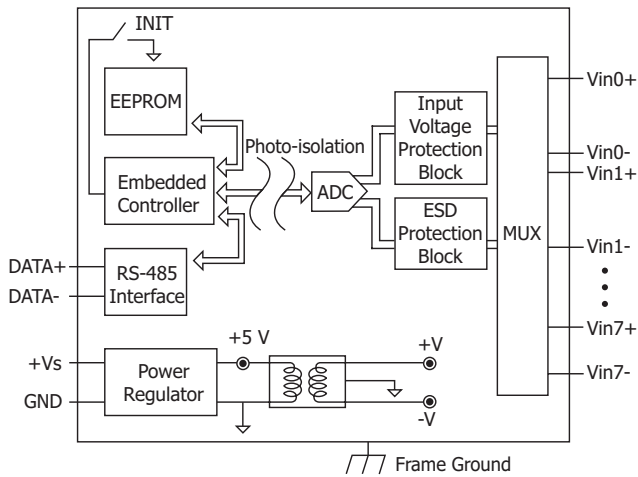 INIT
EEPROM
Photo-isolation
Embedded
Controller
ADC
Input
Voltage
Protection
Block
ESD
Protection
Block
MUX
Vin0+
Vin0-
Vin1+
Vin1-
Vin7+
Vin7-
DATA+
DATA-
RS-485
Interface
+Vs
GND
Power
Regulator
+5 V
+V
-V
Frame Ground